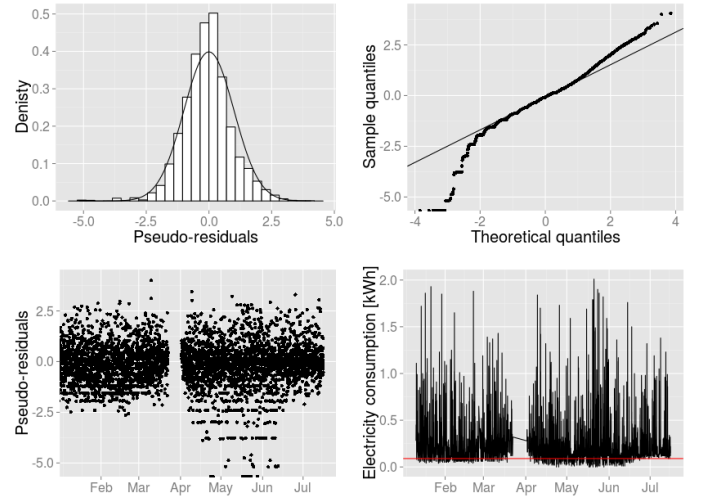 0.5
0.4
0.3
0.2
0.1
0.0
Denisty
-5.0 -2.5 0.0 2.5 5.0
Pseudo-residuals
2.5
0.0
-2.5
-5.0
Sample quantiles
-4 -2 0 2 4
Theoretical quantiles
2.5
0.0
-2.5
-5.0
Pseudo-residuals
Feb Mar Apr May Jun Jul
2.0
1.5
1.0
0.5
0.0
Electricity consumption [kWh]
Feb Mar Apr May Jun Jul